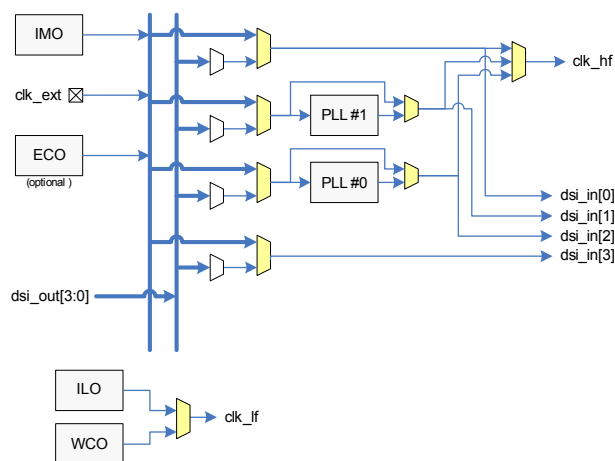 IMO
clk_hf
clk_ext
PLL #1
ECO
(optional )
PLL #0
dsi_in[0]
dsi_in[1]
dsi_in[2]
dsi_in[3]
dsi_out[3:0]
ILO
clk_lf
WCO